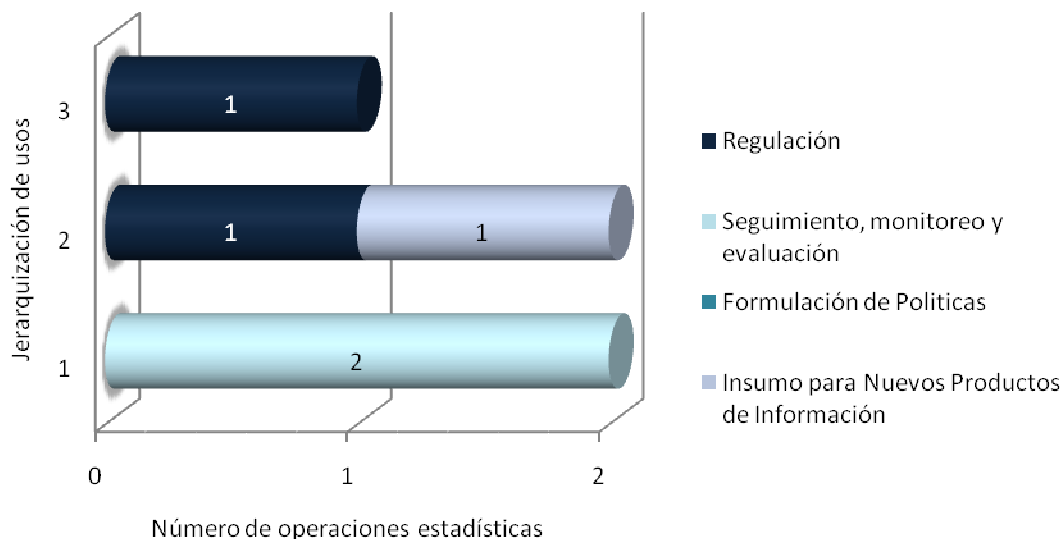 Jerarquización de usos
3
1
2
1
1
1
2
0
1
2
Número de operaciones estadísticas
Regulación
Seguimiento, monitoreo y
evaluación
Formulación de Politicas
Insumo para Nuevos Productos
de Información